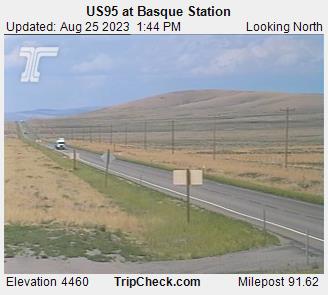 US95 at Basque Station
Updated: Aug 25 2023 1:44 PM Looking North
Elevation 4460 TripCheck.com Milepost 91.62